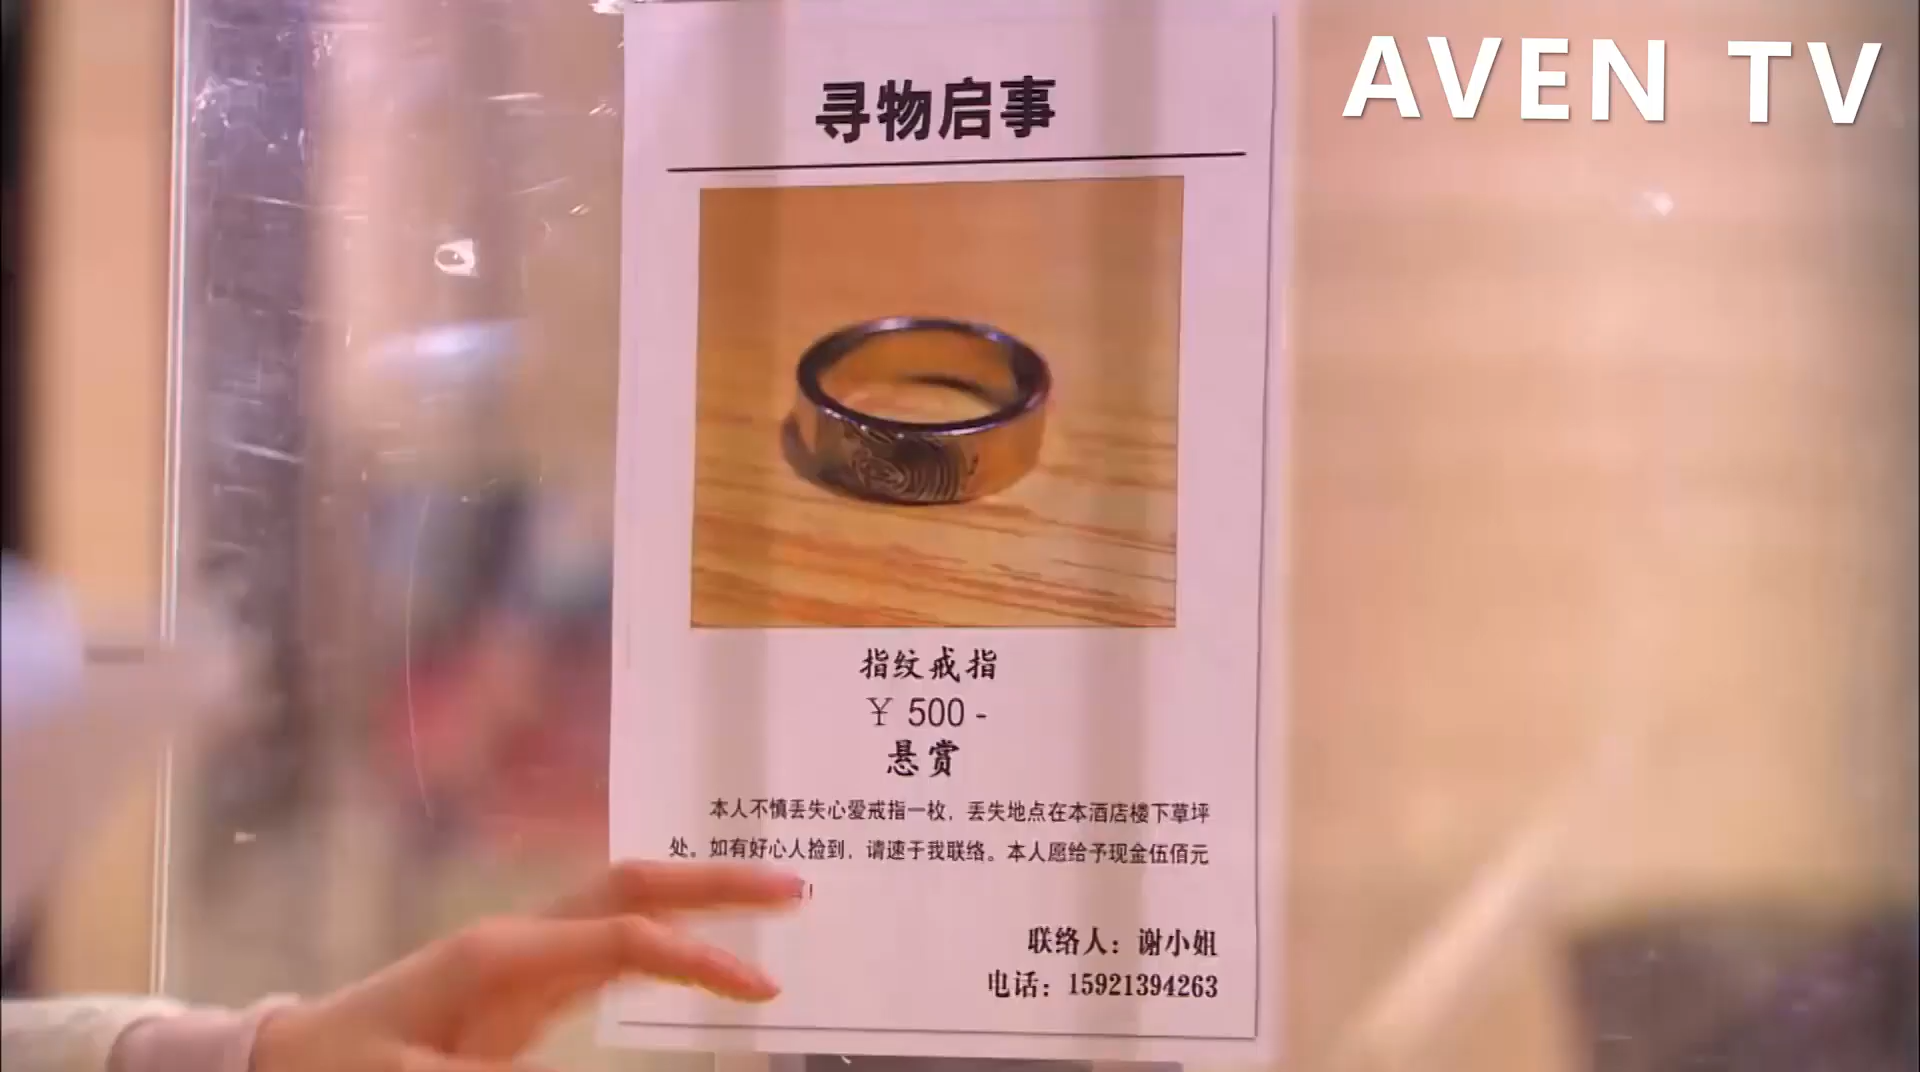 AVEN TV
寻物启事
指纹戒指
￥ 500 -
悬赏
本人不慎丢失心爱戒指一枚，丢失地点在本酒店楼下草坪
处。如有好心人捡到，请速于我联络。本人愿给予现金伍佰元
！
联络人：谢小姐
电话：15921394263